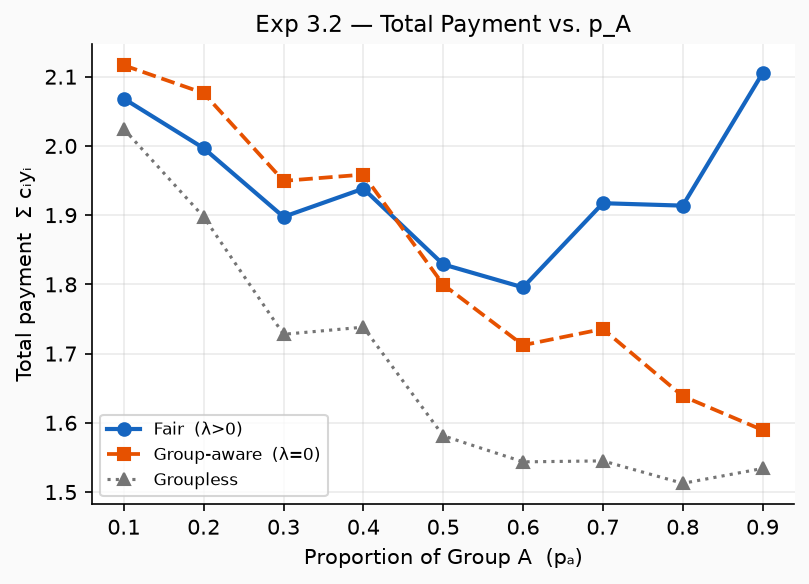 Exp 3.2 — Total Payment vs. p_A
Total payment  Σ cᵢyᵢ
2.1
2.0
1.9
1.8
1.7
1.6
1.5
Fair  (λ>0)
Group-aware  (λ=0)
Groupless
0.1 0.2 0.3 0.4 0.5 0.6 0.7 0.8 0.9
Proportion of Group A  (pₐ)